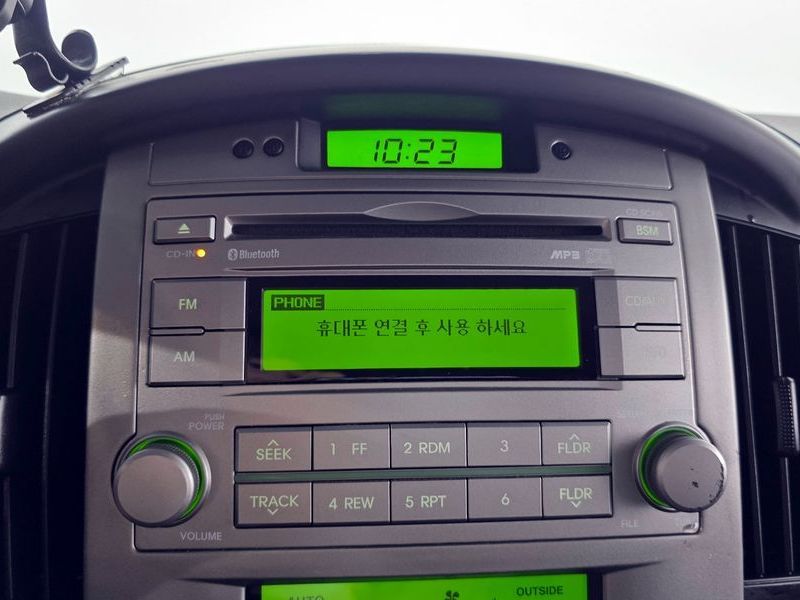 10:23
CD-IN
Bluetooth
MP3
BSM
FM
AM
PHONE
휴대폰 연결 후 사용 하세요
PUSH
POWER
VOLUME
SEEK
1 FF
2 RDM
3
FLDR
TRACK
4 REW
5 RPT
6
FLDR
FILE
AUTO
OUTSIDE